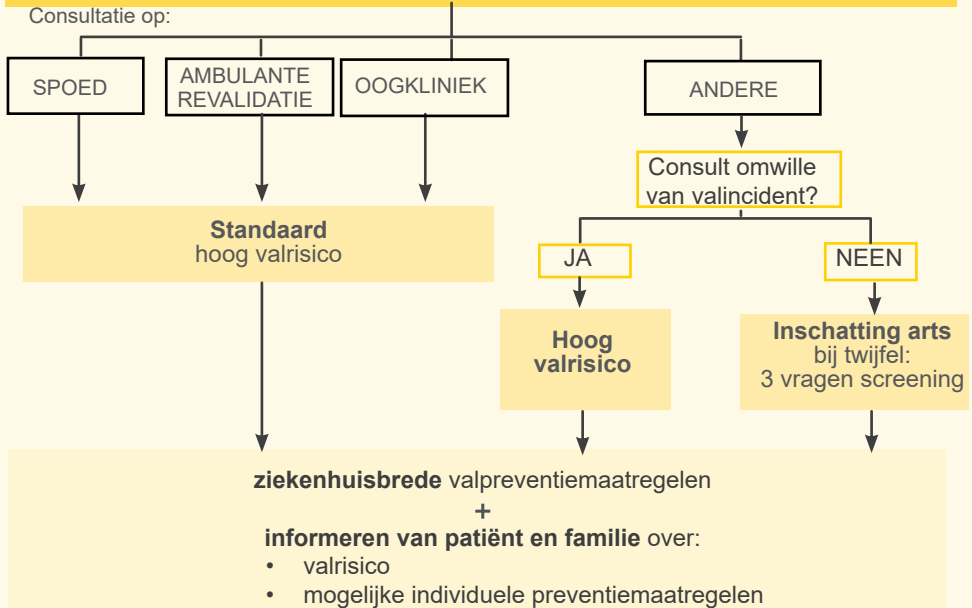 Consultatie op:
SPOED
AMBULANTE
REVALIDATIE
OOGKLINIEK
ANDERE
Consult omwille
van valincident?
Standaard
hoog valrisico
JA
NEEN
Hoog
valrisico
Inschatting arts
bij twijfel:
3 vragen screening
ziekenhuisbrede valpreventiemaatregelen
+
informeren van patiënt en familie over:
• valrisico
• mogelijke individuele preventiemaatregelen